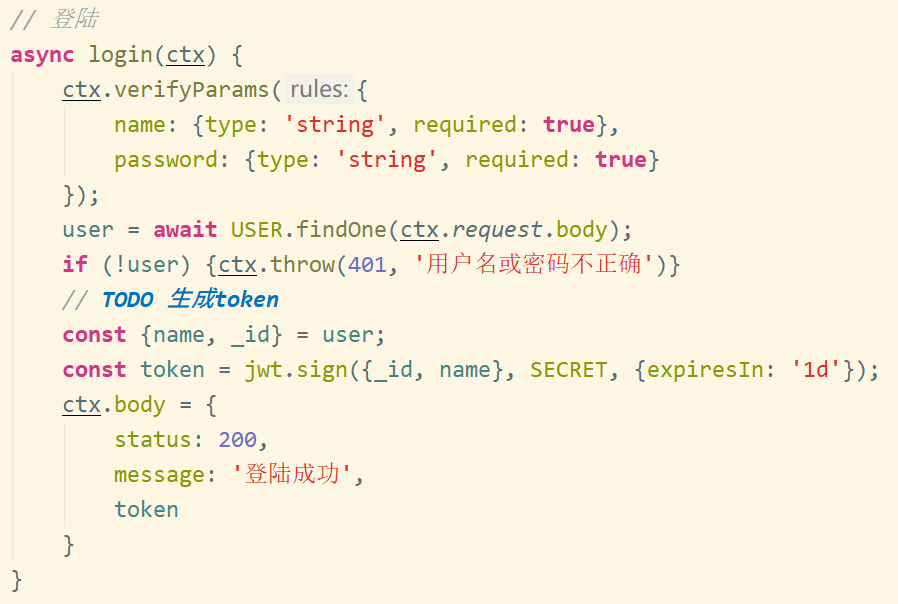 // 登陆
async login(ctx) {
    ctx.verifyParams( rules: {
        name: {type: 'string', required: true},
        password: {type: 'string', required: true}
    });
    user = await USER.findOne(ctx.request.body);
    if (!user) {ctx.throw(401, '用户名或密码不正确')}
    // TODO 生成token
    const {name, _id} = user;
    const token = jwt.sign({_id, name}, SECRET, {expiresIn: '1d'});
    ctx.body = {
        status: 200,
        message: '登陆成功',
        token
    }
}